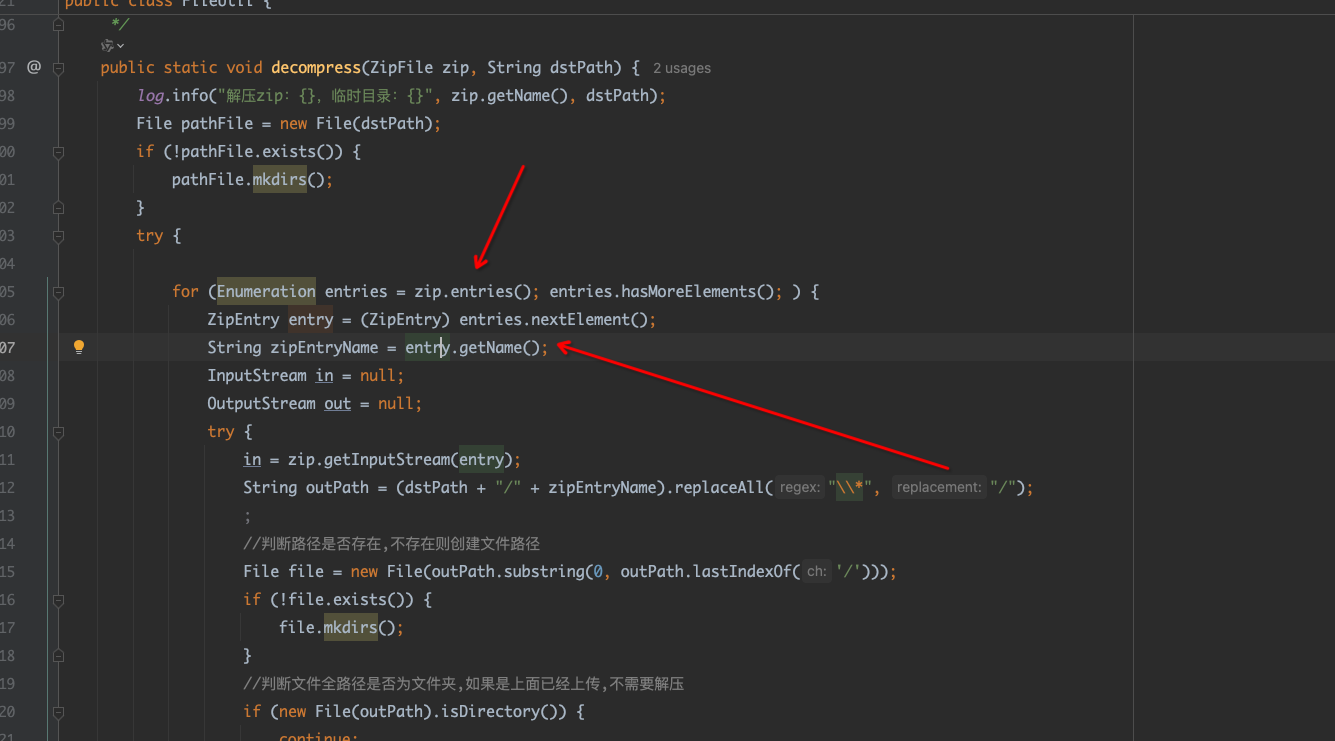 21 public class FileUtil {
96 */
97 @ public static void decompress(ZipFile zip, String dstPath) { 2 usages
98 log.info("解压zip: {}, 临时目录: {}", zip.getName(), dstPath);
99 File pathFile = new File(dstPath);
00 if (!pathFile.exists()) {
01 pathFile.mkdirs();
02 }
03 try {
04
05 for (Enumeration entries = zip.entries(); entries.hasMoreElements(); ) {
06 ZipEntry entry = (ZipEntry) entries.nextElement();
07 String zipEntryName = entry.getName();
08 InputStream in = null;
09 OutputStream out = null;
10 try {
11 in = zip.getInputStream(entry);
12 String outPath = (dstPath + "/" + zipEntryName).replaceAll( regex: "\\*", replacement: "/");
13 ;
14 //判断路径是否存在,不存在则创建文件路径
15 File file = new File(outPath.substring(0, outPath.lastIndexOf( ch: '/')));
16 if (!file.exists()) {
17 file.mkdirs();
18 }
19 //判断文件全路径是否为文件夹,如果是上面已经上传,不需要解压
20 if (new File(outPath).isDirectory()) {
21 continue;